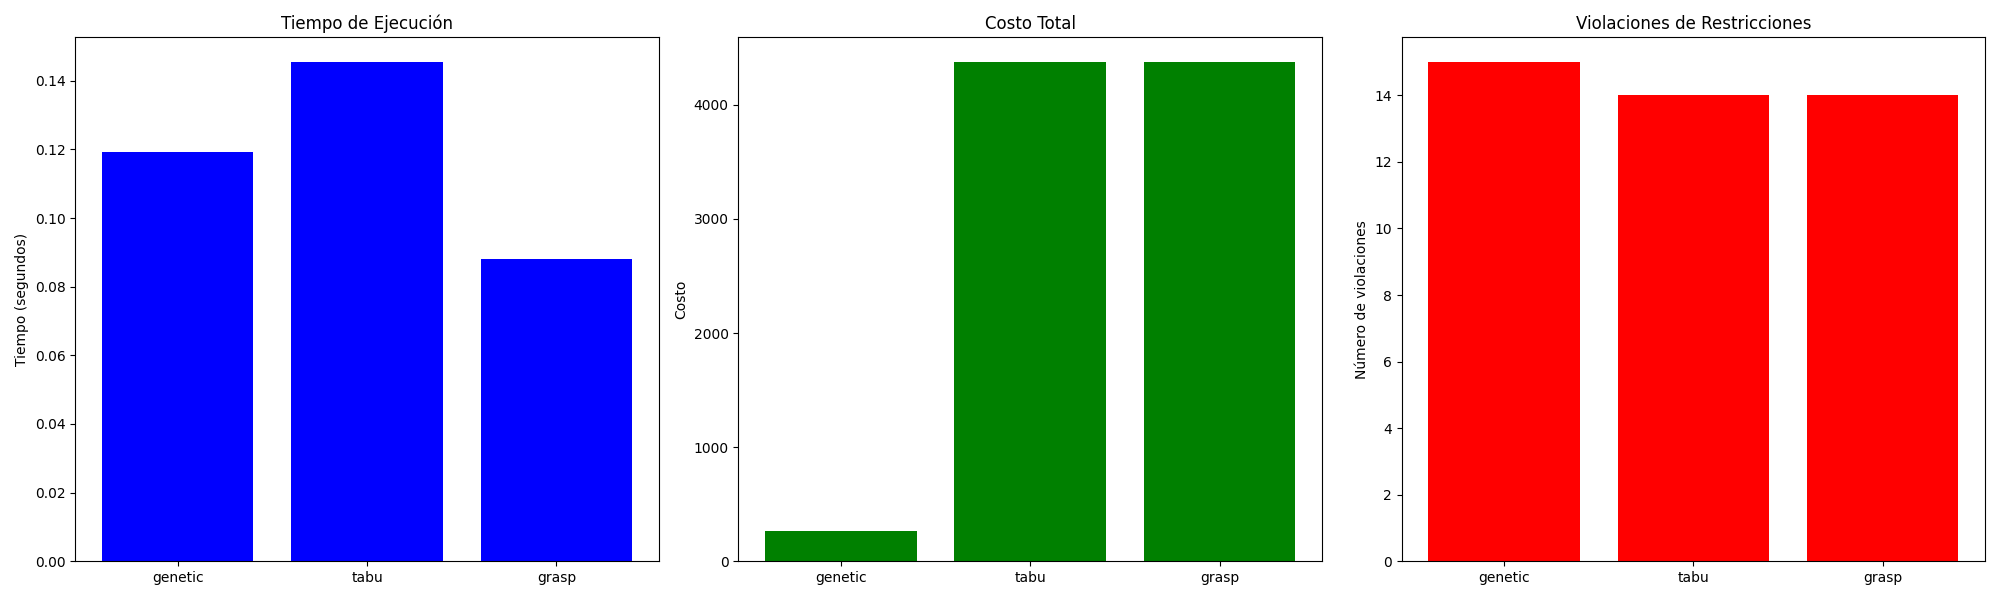 Tiempo de Ejecución
Tiempo (segundos)
0.14
0.12
0.10
0.08
0.06
0.04
0.02
0.00
genetic tabu grasp
Costo Total
Costo
4000
3000
2000
1000
0
genetic tabu grasp
Violaciones de Restricciones
Número de violaciones
14
12
10
8
6
4
2
0
genetic tabu grasp